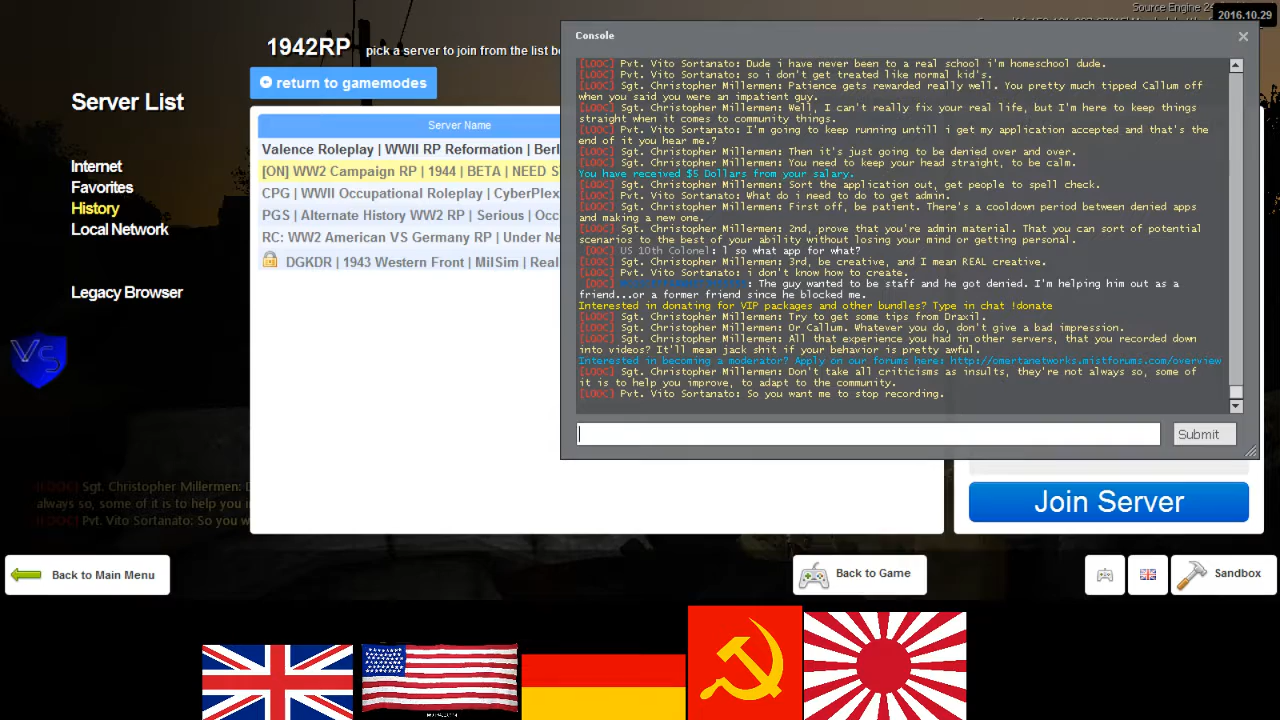 Source Engine 24
2016.10.29
1942RP pick a server to join from the list be
return to gamemodes
Server List
Internet
Favorites
History
Local Network
Legacy Browser
VS
Server Name
Valence Roleplay | WWII RP Reformation | Berl
[ON] WW2 Campaign RP | 1944 | BETA | NEED S
CPG | WWII Occupational Roleplay | CyberPlex
PGS | Alternate History WW2 RP | Serious | Occ
RC: WW2 American VS Germany RP | Under Ne
DGKDR | 1943 Western Front | MilSim | Real
Console
[LOOC] Pvt. Vito Sortanato: Dude i have never been to a real school i'm homeschool dude.
[LOOC] Pvt. Vito Sortanato: so i don't get treated like normal kid's.
[LOOC] Sgt. Christopher Millermen: Patience gets rewarded really well. You pretty much tipped Callum off
when you said you were an impatient guy.
[LOOC] Sgt. Christopher Millermen: Well, I can't really fix your real life, but I'm here to keep things
straight when it comes to community things.
[LOOC] Pvt. Vito Sortanato: I'm going to keep running untill i get my application accepted and that's the
end of it you hear me.?
[LOOC] Sgt. Christopher Millermen: Then it's just going to be denied over and over.
[LOOC] Sgt. Christopher Millermen: You need to keep your head straight, to be calm.
You have received $5 Dollars from your salary.
[LOOC] Sgt. Christopher Millermen: Sort the application out, get people to spell check.
[LOOC] Pvt. Vito Sortanato: What do i need to do to get admin.
[LOOC] Sgt. Christopher Millermen: First off, be patient. There's a cooldown period between denied apps
and making a new one.
[LOOC] Sgt. Christopher Millermen: 2nd, prove that you're admin material. That you can sort of potential
scenarios to the best of your ability without losing your mind or getting personal.
[OOC] US 10th Colonel: l so what app for what?
[LOOC] Sgt. Christopher Millermen: 3rd, be creative, and I mean REAL creative.
[LOOC] Pvt. Vito Sortanato: i don't know how to create.
[OOC] : The guy wanted to be staff and he got denied. I'm helping him out as a
friend...or a former friend since he blocked me.
Interested in donating for VIP packages and other bundles? Type in chat !donate
[LOOC] Sgt. Christopher Millermen: Try to get some tips from Draxil.
[LOOC] Sgt. Christopher Millermen: Or Callum. Whatever you do, don't give a bad impression.
[LOOC] Sgt. Christopher Millermen: All that experience you had in other servers, that you recorded down
into videos? It'll mean jack shit if your behavior is pretty awful.
Interested in becoming a moderator? Apply on our forums here: http://omertanetworks.mistforums.com/overview
[LOOC] Sgt. Christopher Millermen: Don't take all criticisms as insults, they're not always so, some of
it is to help you improve, to adapt to the community.
[LOOC] Pvt. Vito Sortanato: So you want me to stop recording.
Submit
[LOOC] Sgt. Christopher Millermen: D
always so, some of it is to help you i
[LOOC] Pvt. Vito Sortanato: So you w
Join Server
Back to Main Menu
Back to Game
Sandbox